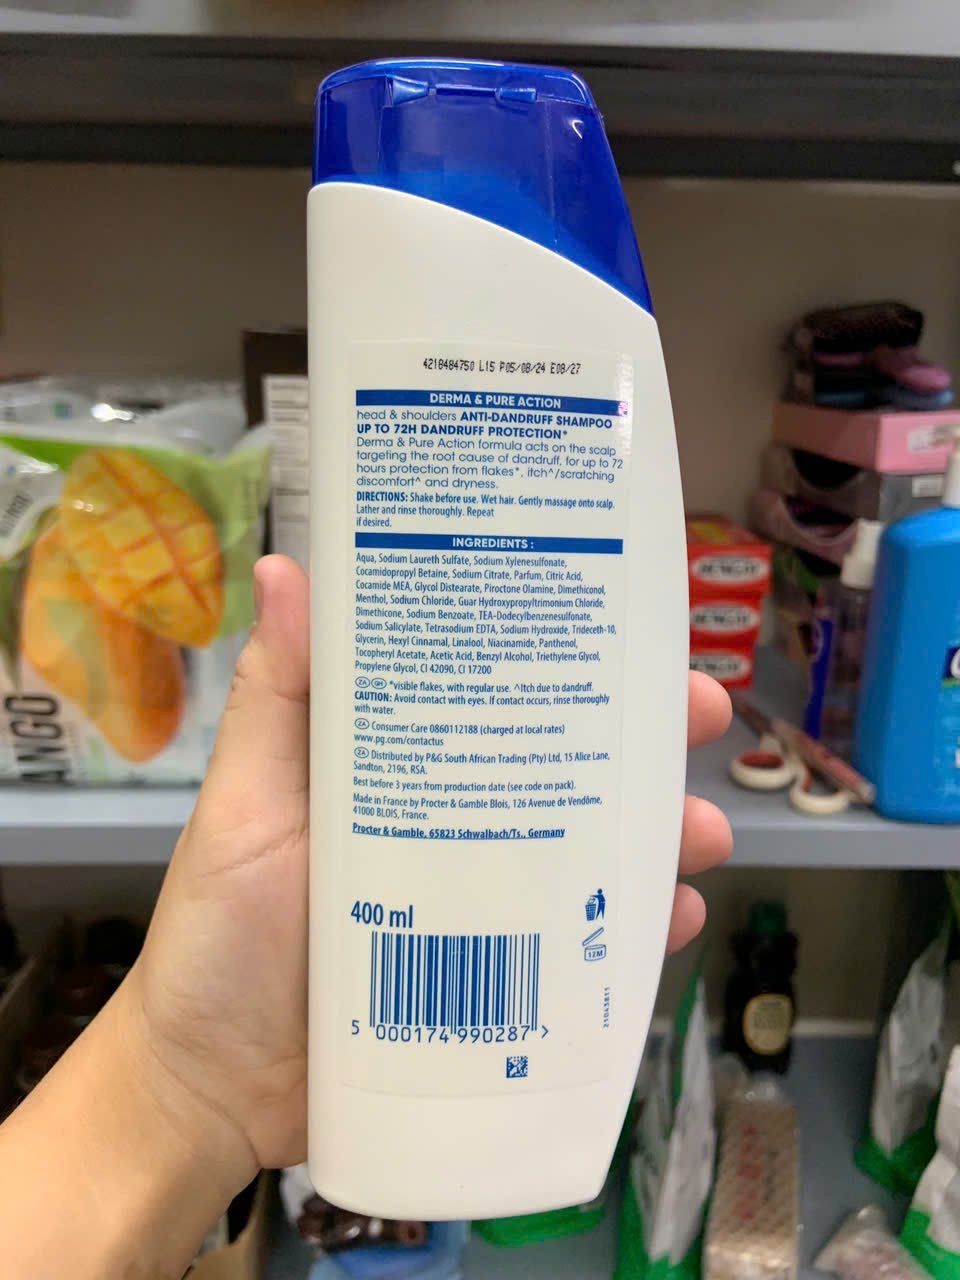 4218484750 L15 P05/08/24 E08/27
DERMA & PURE ACTION
head & shoulders ANTI-DANDRUFF SHAMPOO
UP TO 72H DANDRUFF PROTECTION*
Derma & Pure Action formula acts on the scalp
targeting the root cause of dandruff, for up to 72
hours protection from flakes*, itch^/scratching
discomfort^ and dryness.
DIRECTIONS: Shake before use. Wet hair. Gently massage onto scalp.
Lather and rinse thoroughly. Repeat
if desired.
INGREDIENTS :
Aqua, Sodium Laureth Sulfate, Sodium Xylenesulfonate,
Cocamidopropyl Betaine, Sodium Citrate, Parfum, Citric Acid,
Cocamide MEA, Glycol Distearate, Piroctone Olamine, Dimethiconol,
Menthol, Sodium Chloride, Guar Hydroxypropyltrimonium Chloride,
Dimethicone, Sodium Benzoate, TEA-Dodecylbenzenesulfonate,
Sodium Salicylate, Tetrasodium EDTA, Sodium Hydroxide, Trideceth-10,
Glycerin, Hexyl Cinnamal, Linalool, Niacinamide, Panthenol,
Tocopheryl Acetate, Acetic Acid, Benzyl Alcohol, Triethylene Glycol,
Propylene Glycol, CI 42090, CI 17200
ZA GH *visible flakes, with regular use. ^Itch due to dandruff.
CAUTION: Avoid contact with eyes. If contact occurs, rinse thoroughly
with water.
ZA Consumer Care 0860112188 (charged at local rates)
www.pg.com/contactus
ZA Distributed by P&G South African Trading (Pty) Ltd, 15 Alice Lane,
Sandton, 2196, RSA.
Best before 3 years from production date (see code on pack).
Made in France by Procter & Gamble Blois, 126 Avenue de Vendôme,
41000 BLOIS, France.
Procter & Gamble, 65823 Schwalbach/Ts., Germany
400 ml
12M
21043811
5 000174 990287 >
ANGO